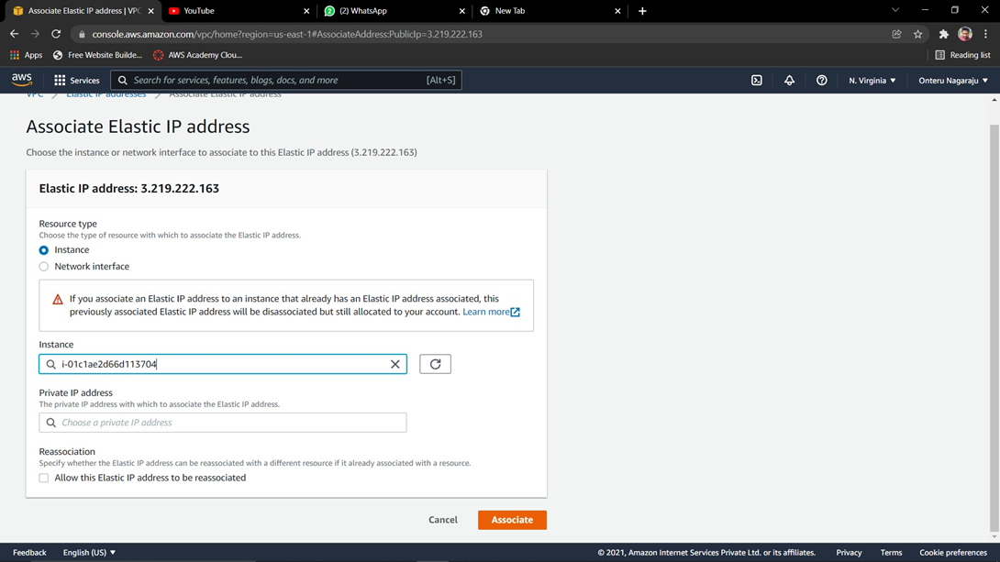 Associate Elastic IP address | VPC
YouTube
(2) WhatsApp
New Tab
console.aws.amazon.com/vpc/home?region=us-east-1#AssociateAddress:PublicIp=3.219.222.163
Apps
Free Website Builde...
AWS Academy Clou...
Reading list
aws
Services
Search for services, features, blogs, docs, and more
[Alt+S]
N. Virginia
Onteru Nagaraju
VPC
Elastic IP addresses
Associate Elastic IP address
Associate Elastic IP address
Choose the instance or network interface to associate to this Elastic IP address (3.219.222.163)
Elastic IP address: 3.219.222.163
Resource type
Choose the type of resource with which to associate the Elastic IP address.
Instance
Network interface
If you associate an Elastic IP address to an instance that already has an Elastic IP address associated, this
previously associated Elastic IP address will be disassociated but still allocated to your account. Learn more
Instance
i-01c1ae2d66d113704
Private IP address
The private IP address with which to associate the Elastic IP address.
Choose a private IP address
Reassociation
Specify whether the Elastic IP address can be reassociated with a different resource if it already associated with a resource.
Allow this Elastic IP address to be reassociated
Cancel
Associate
Feedback
English (US)
© 2021, Amazon Internet Services Private Ltd. or its affiliates.
Privacy
Terms
Cookie preferences